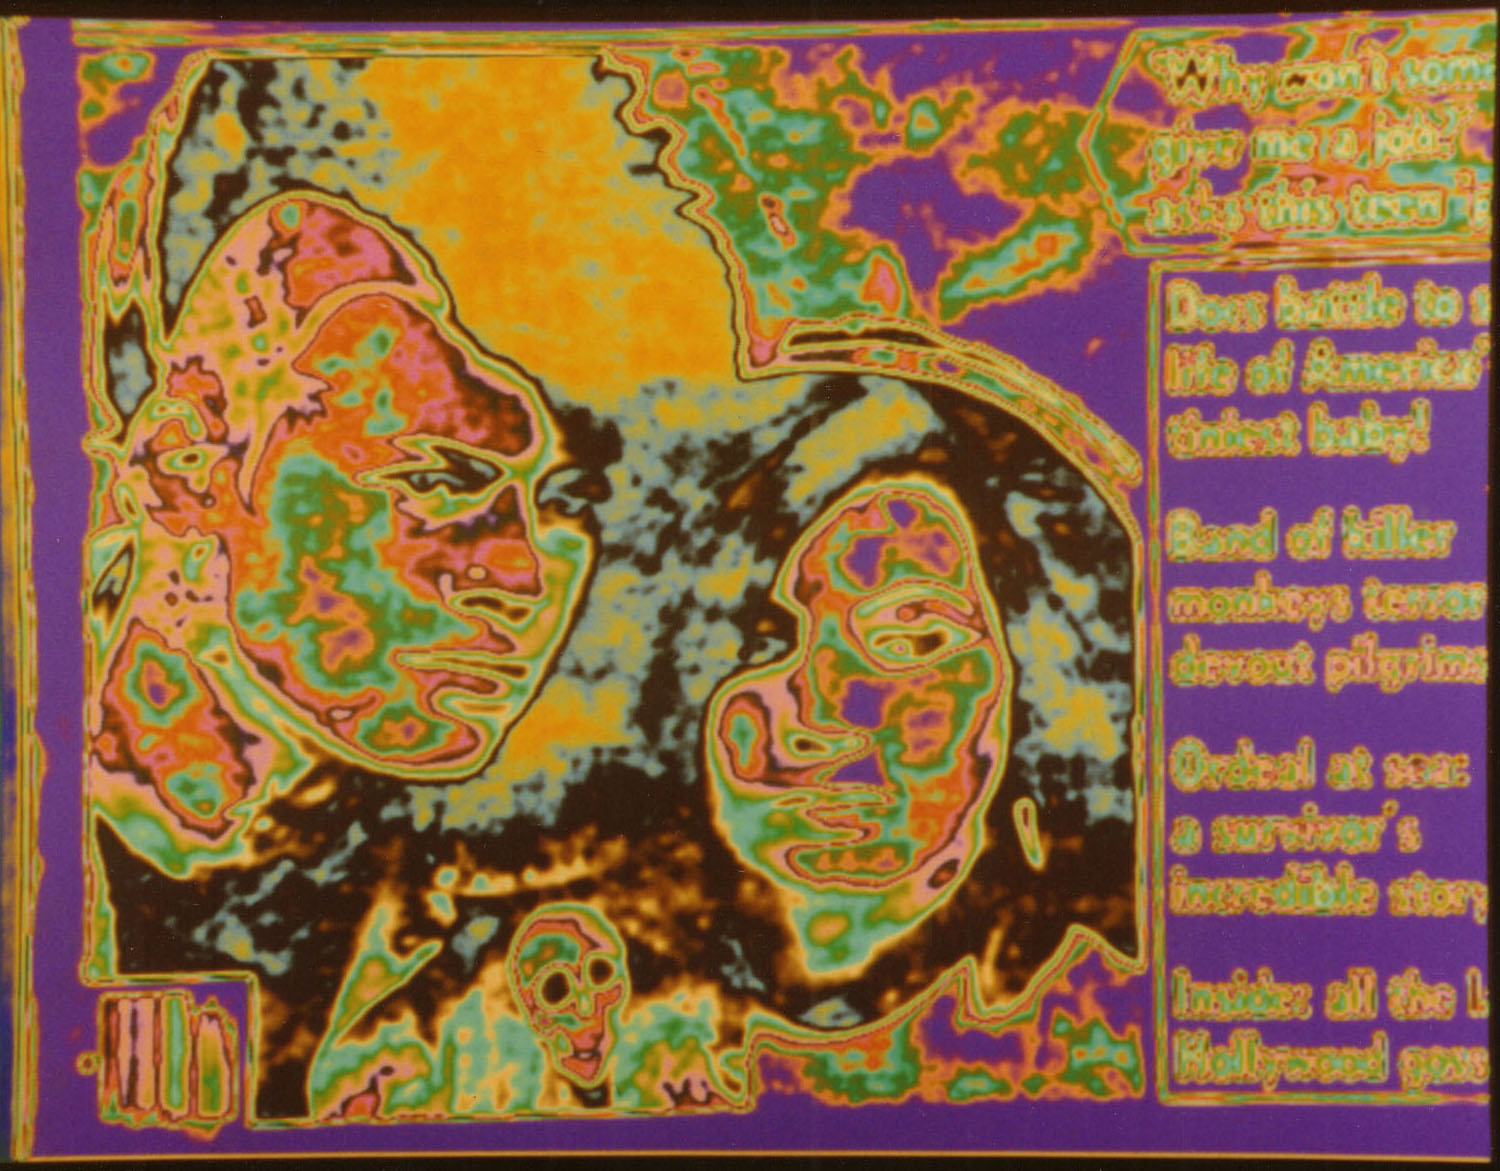 "Why won't some
give me a job?"
asks this teen
Does battle to
life of America'
tiniest baby!
Band of killer
monkeys terror
devout pilgrims
Ordeal at sea:
a survivor's
incredible story
Inside: all the
Hollywood goss